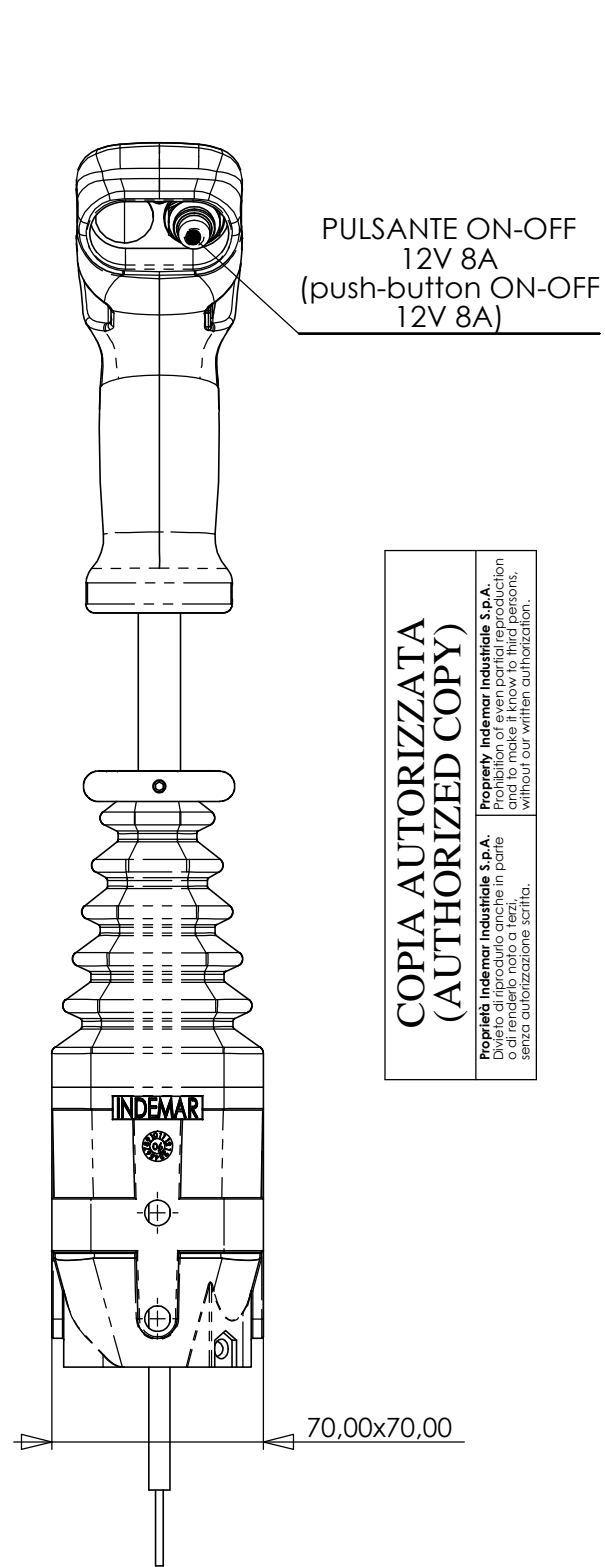 PULSANTE ON-OFF
12V 8A
(push-button ON-OFF
12V 8A)
COPIA AUTORIZZATA
(AUTHORIZED COPY)
Proprietà Indemar Industriale S.p.A.
Divieto di riprodurlo anche in parte
o di renderlo noto a terzi,
senza autorizzazione scritta.
Proprerty Indemar Industriale S.p.A.
Prohibition of even partial reproduction
and to make it know to third persons,
without our written authorization.
INDEMAR
70,00x70,00